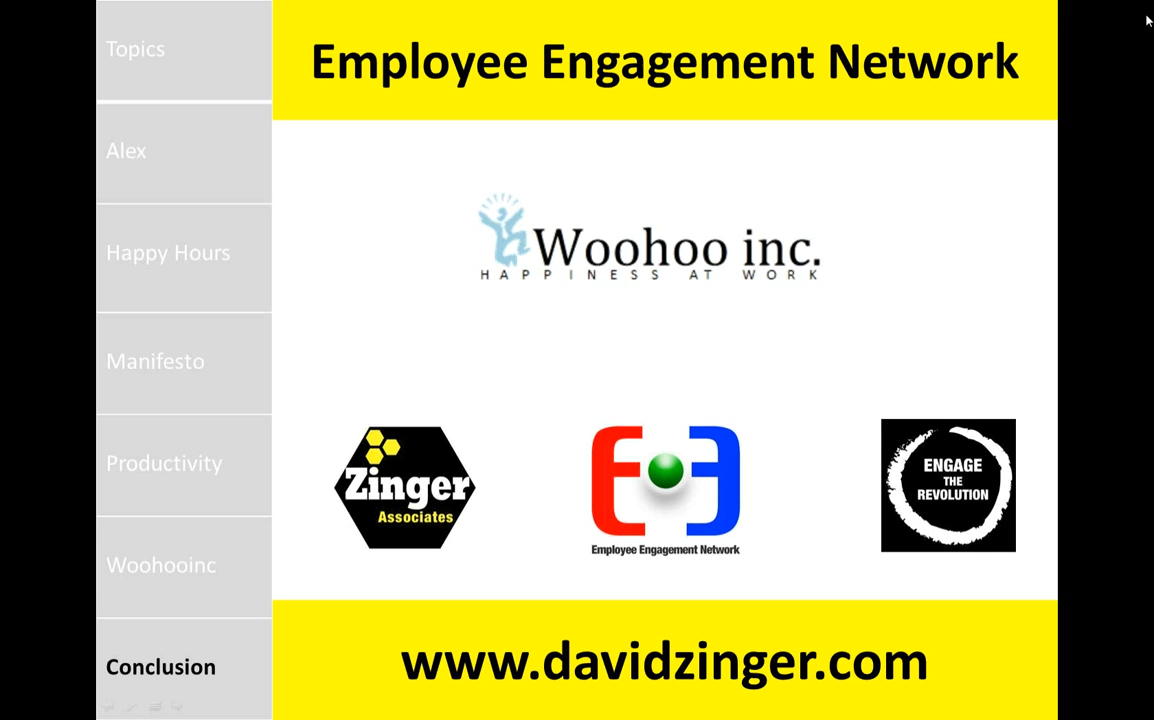 Topics
Alex
Happy Hours
Manifesto
Productivity
Woohooinc
Conclusion
Employee Engagement Network
Woohoo inc.
HAPPINESS AT WORK
Zinger
Associates
Employee Engagement Network
ENGAGE
THE
REVOLUTION
www.davidzinger.com